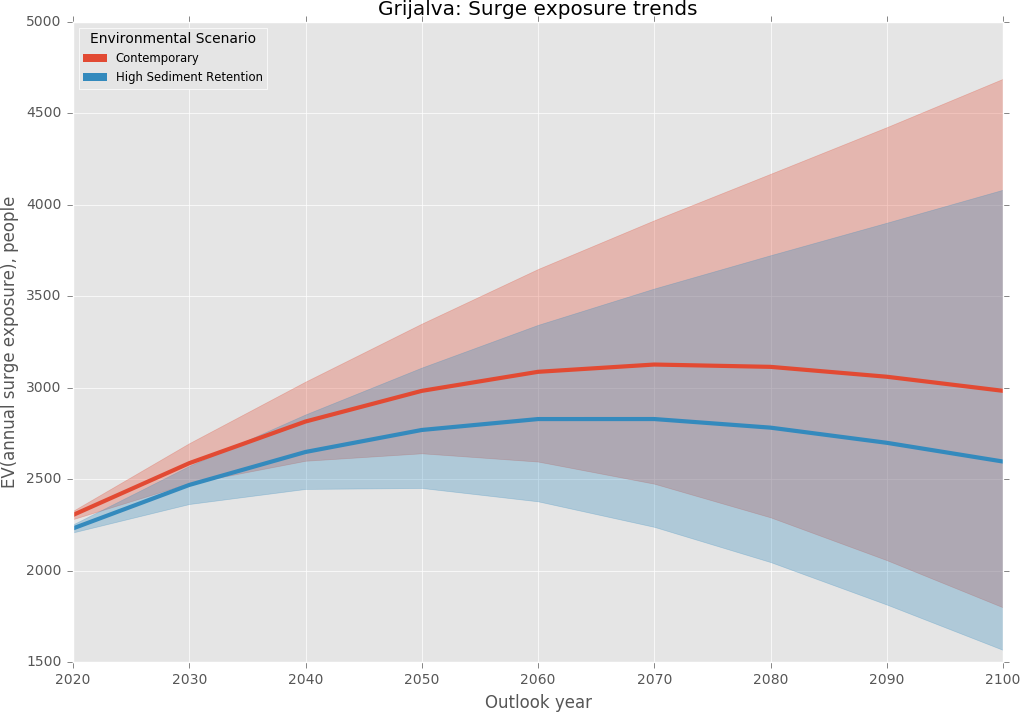 Grijalva: Surge exposure trends
Environmental Scenario
Contemporary
High Sediment Retention
EV(annual surge exposure), people
5000
4500
4000
3500
3000
2500
2000
1500
2020 2030 2040 2050 2060 2070 2080 2090 2100
Outlook year